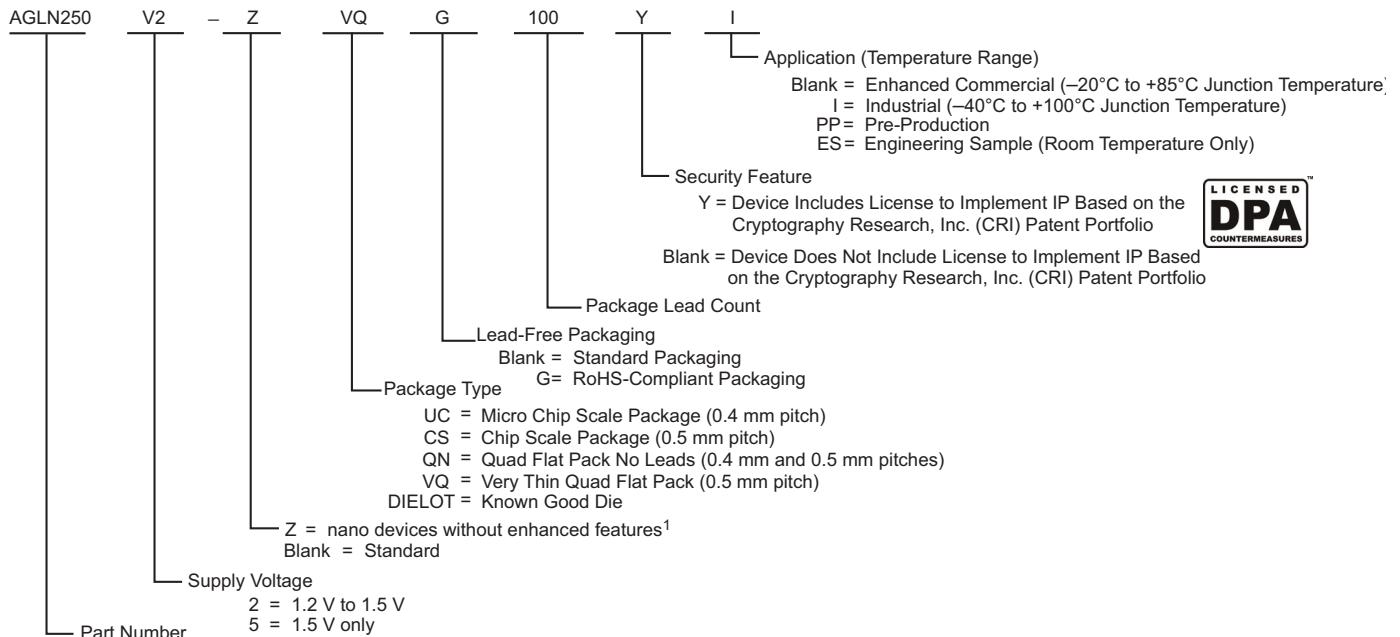 AGLN250 V2 – Z VQ G 100 Y I
Application (Temperature Range)
Blank = Enhanced Commercial (–20°C to +85°C Junction Temperature)
I = Industrial (–40°C to +100°C Junction Temperature)
PP= Pre-Production
ES= Engineering Sample (Room Temperature Only)
Security Feature
Y = Device Includes License to Implement IP Based on the
Cryptography Research, Inc. (CRI) Patent Portfolio
LICENSED
DPA
COUNTERMEASURES
™
Blank = Device Does Not Include License to Implement IP Based
on the Cryptography Research, Inc. (CRI) Patent Portfolio
Package Lead Count
Lead-Free Packaging
Blank = Standard Packaging
G= RoHS-Compliant Packaging
Package Type
UC = Micro Chip Scale Package (0.4 mm pitch)
CS = Chip Scale Package (0.5 mm pitch)
QN = Quad Flat Pack No Leads (0.4 mm and 0.5 mm pitches)
VQ = Very Thin Quad Flat Pack (0.5 mm pitch)
DIELOT = Known Good Die
Z = nano devices without enhanced features1
Blank = Standard
Supply Voltage
2 = 1.2 V to 1.5 V
5 = 1.5 V only
Part Number